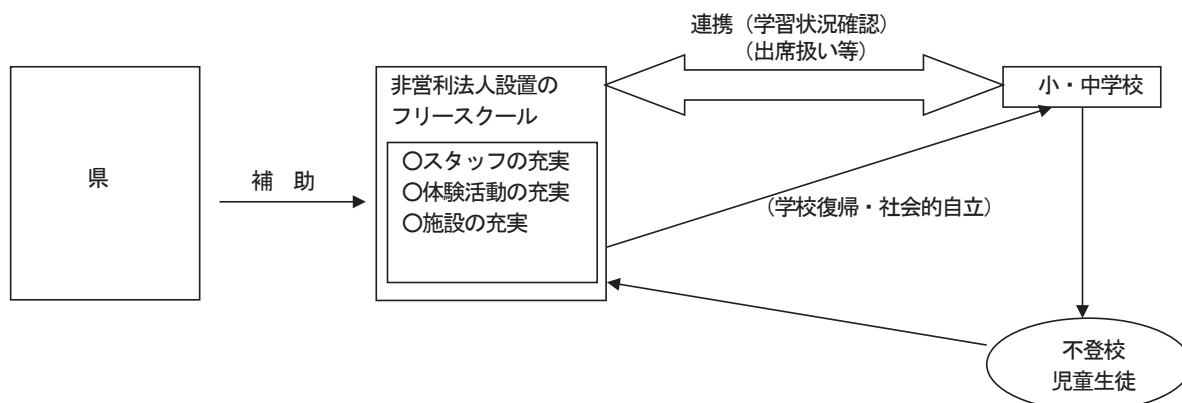 連携（学習状況確認）
（出席扱い等）
県
補　助
非営利法人設置の
フリースクール
〇スタッフの充実
〇体験活動の充実
〇施設の充実
小・中学校
（学校復帰・社会的自立）
不登校
児童生徒